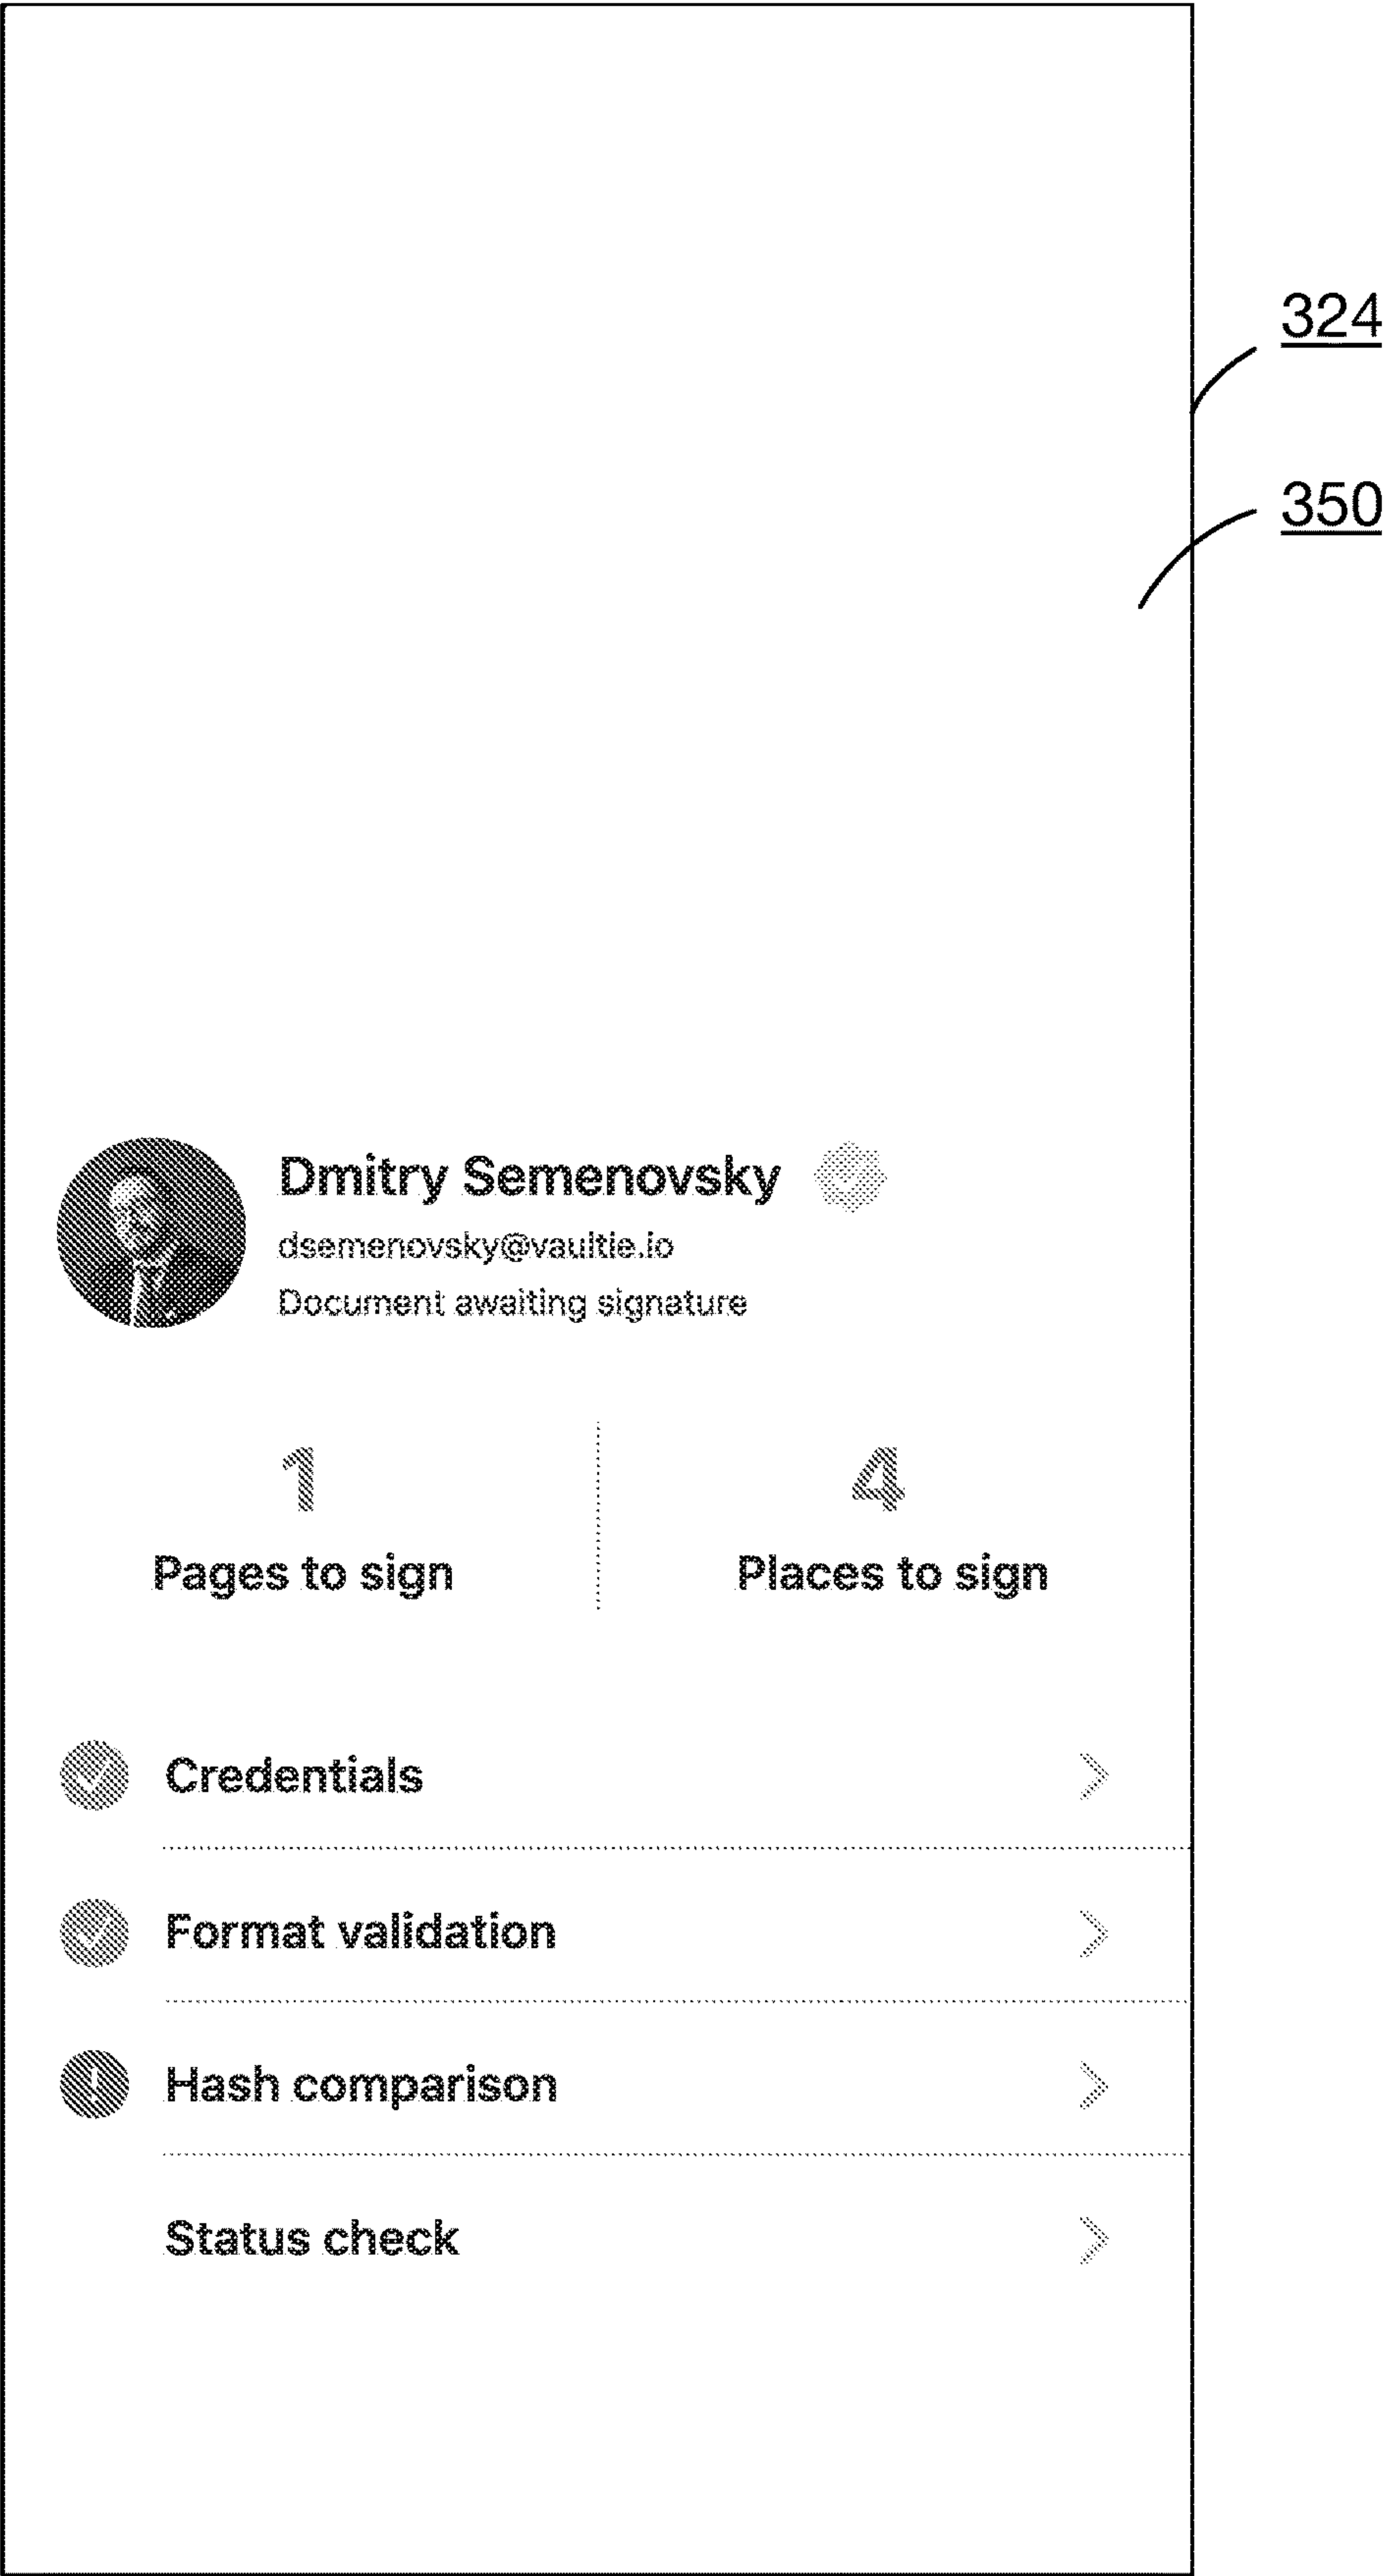 324
350
Dmitry Semenovsky
dsemenovsky@vaultie.io
Document awaiting signature
1
4
Pages to sign
Places to sign
Credentials
Format validation
! Hash comparison
Status check